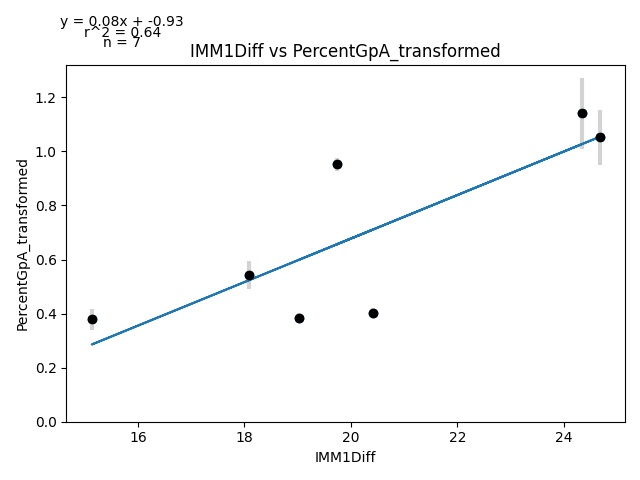 y = 0.08x + -0.93
r^2 = 0.64
n = 7
IMM1Diff vs PercentGpA_transformed
PercentGpA_transformed
1.2
1.0
0.8
0.6
0.4
0.2
0.0
16 18 20 22 24
IMM1Diff